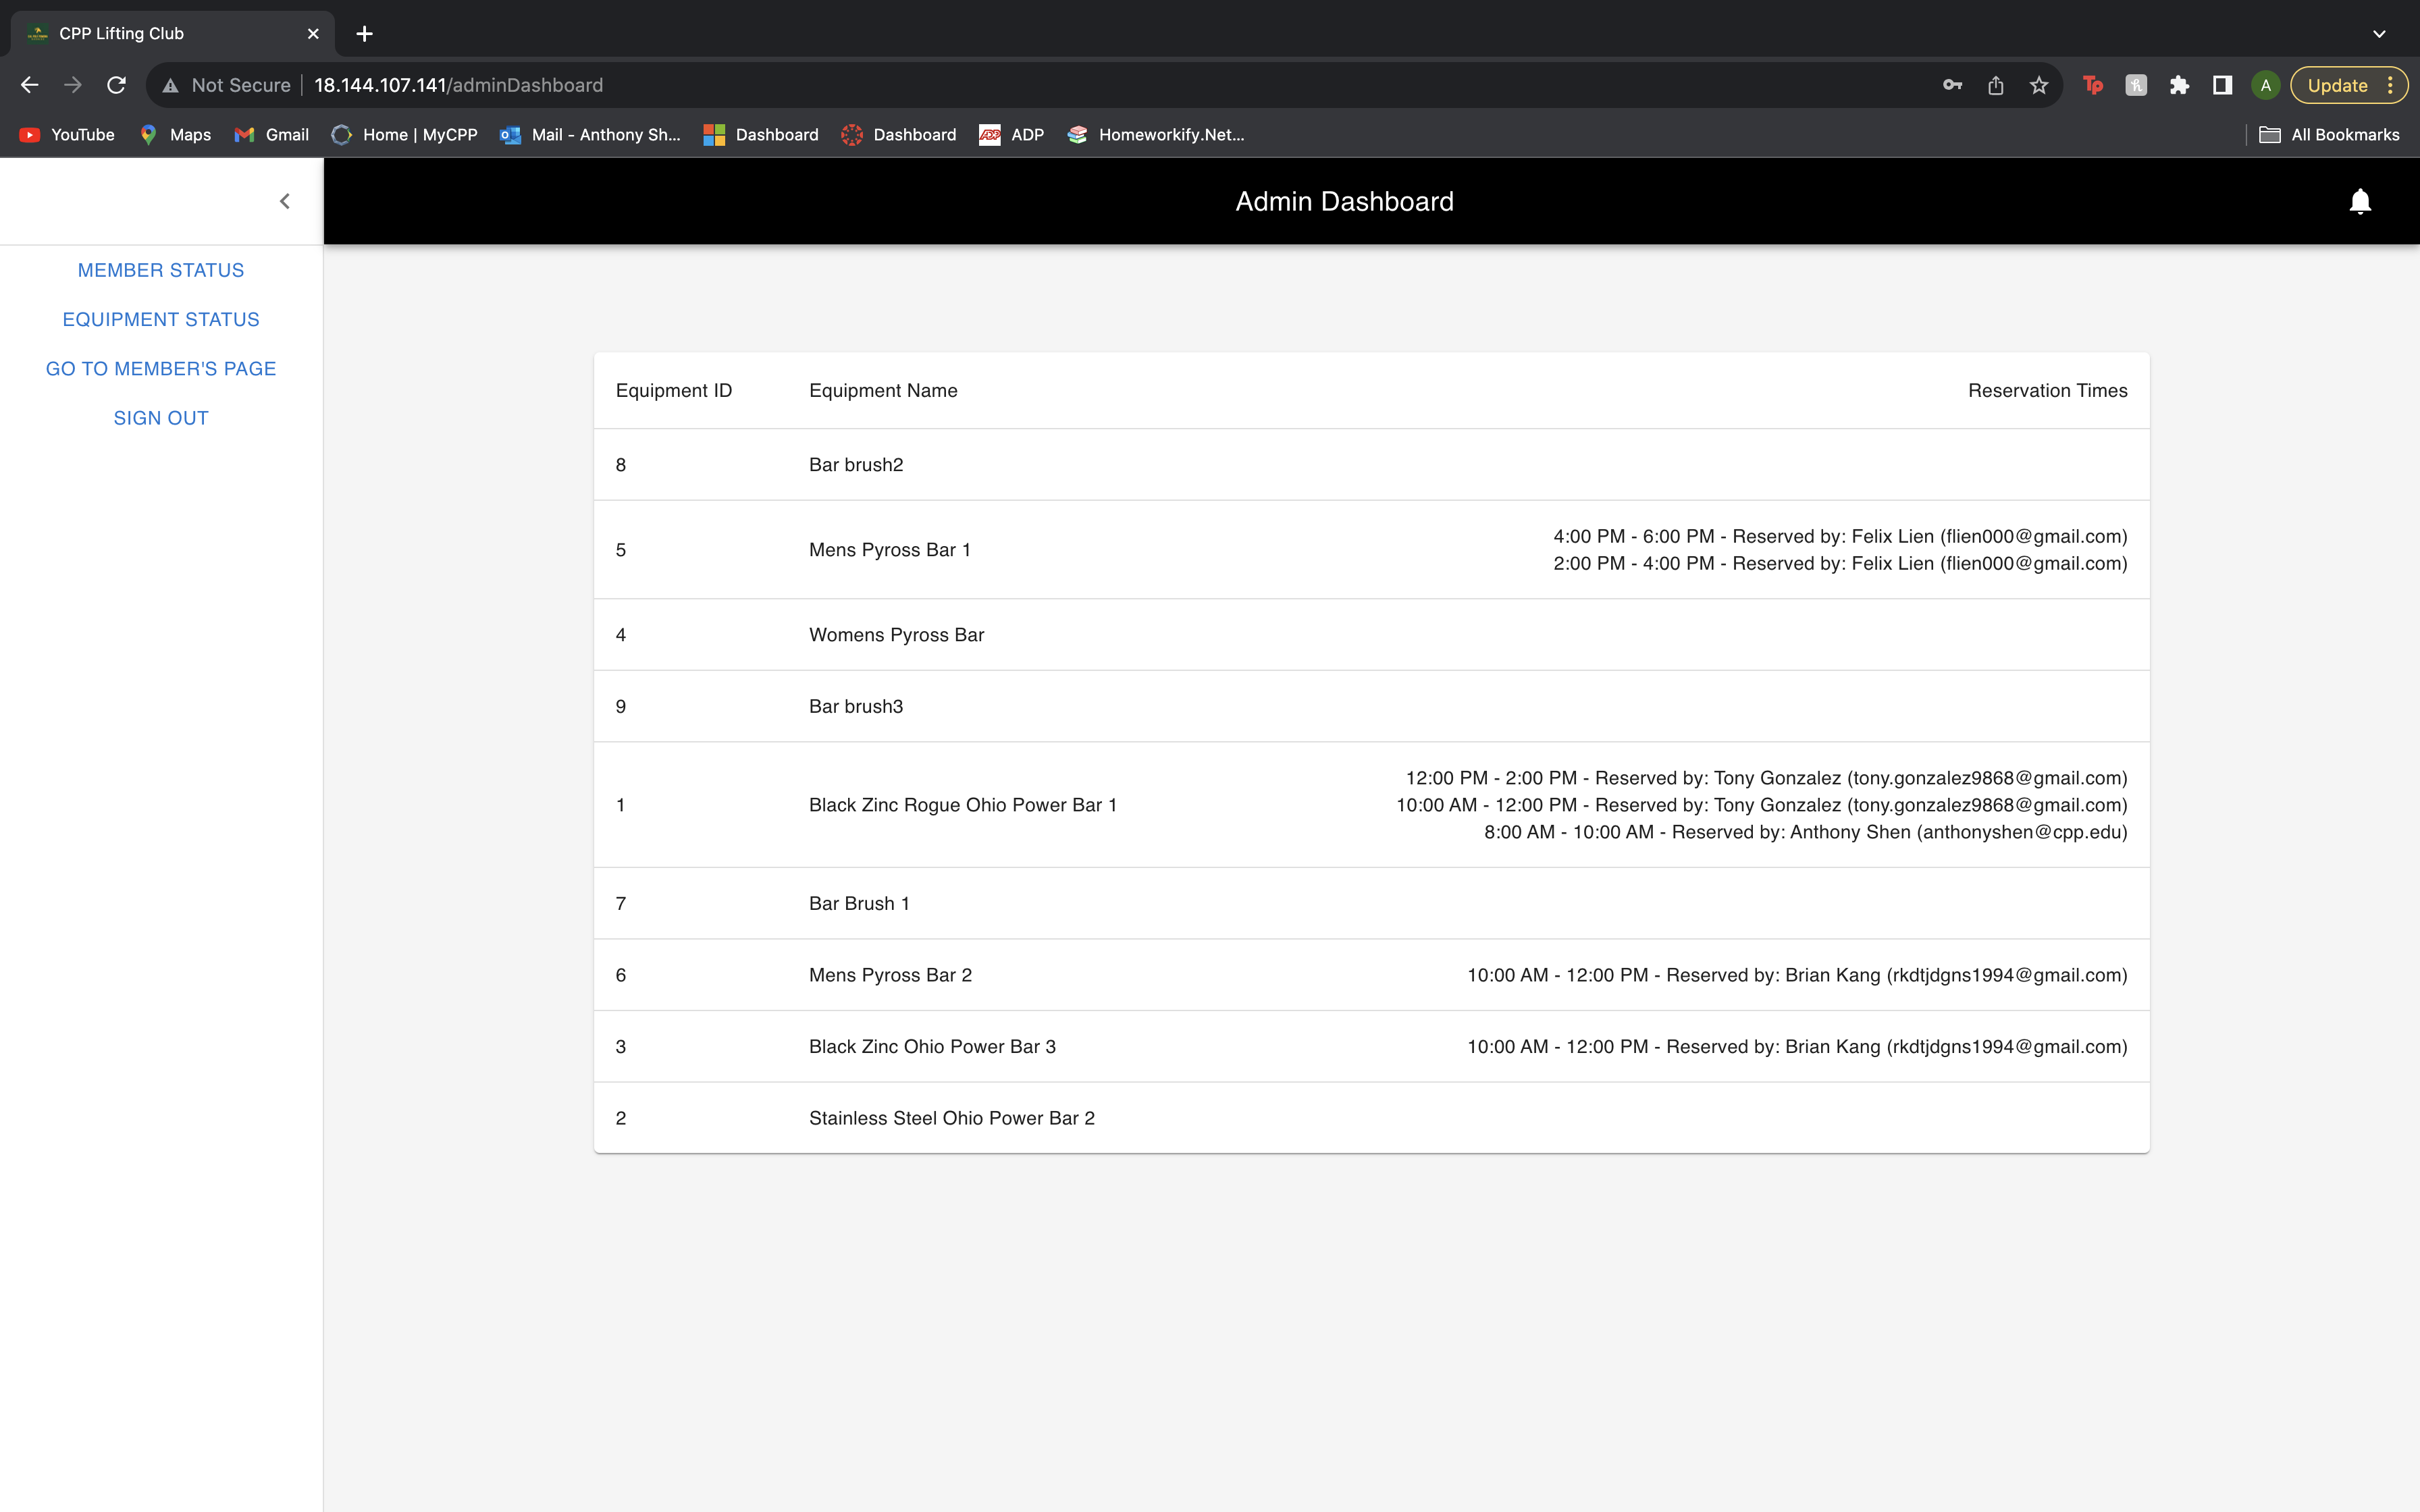 CPP Lifting Club
Not Secure 18.144.107.141/adminDashboard
Tp
A
Update
YouTube
Maps
Gmail
Home | MyCPP
Mail - Anthony Sh...
Dashboard
Dashboard
ADP
Homeworkify.Net...
All Bookmarks
Admin Dashboard
MEMBER STATUS
EQUIPMENT STATUS
GO TO MEMBER'S PAGE
SIGN OUT
Equipment ID Equipment Name Reservation Times
8 Bar brush2
5 Mens Pyross Bar 1
4:00 PM - 6:00 PM - Reserved by: Felix Lien (flien000@gmail.com)
2:00 PM - 4:00 PM - Reserved by: Felix Lien (flien000@gmail.com)
4 Womens Pyross Bar
9 Bar brush3
1 Black Zinc Rogue Ohio Power Bar 1
12:00 PM - 2:00 PM - Reserved by: Tony Gonzalez (tony.gonzalez9868@gmail.com)
10:00 AM - 12:00 PM - Reserved by: Tony Gonzalez (tony.gonzalez9868@gmail.com)
8:00 AM - 10:00 AM - Reserved by: Anthony Shen (anthonyshen@cpp.edu)
7 Bar Brush 1
6 Mens Pyross Bar 2 10:00 AM - 12:00 PM - Reserved by: Brian Kang (rkdtjdgns1994@gmail.com)
3 Black Zinc Ohio Power Bar 3 10:00 AM - 12:00 PM - Reserved by: Brian Kang (rkdtjdgns1994@gmail.com)
2 Stainless Steel Ohio Power Bar 2